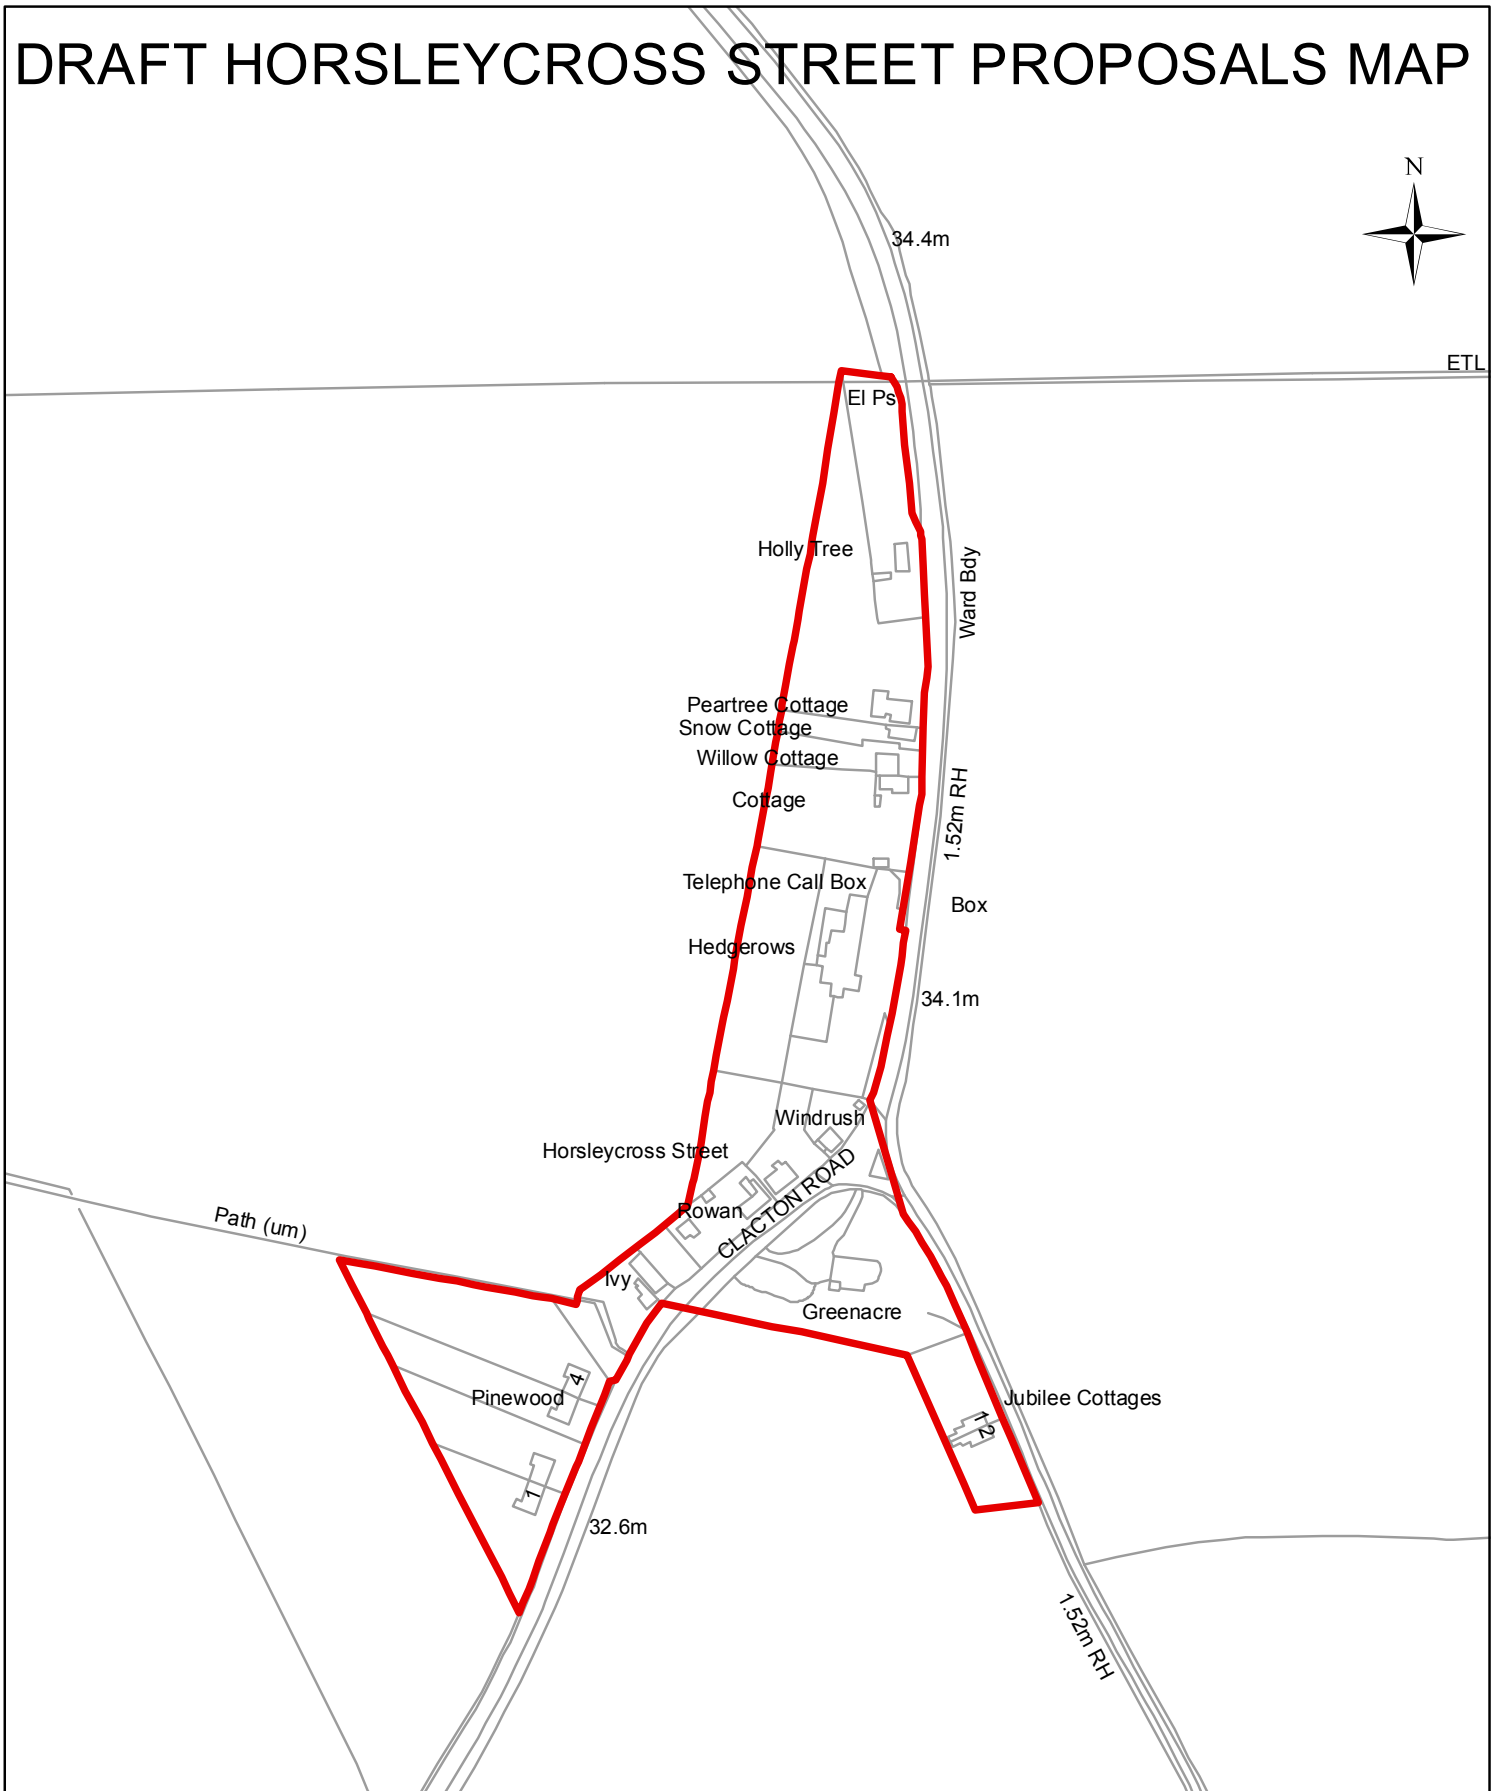 DRAFT HORSLEYCROSS STREET PROPOSALS MAP
N
34.4m
ETL
El Ps
Holly Tree
Ward Bdy
Peartree Cottage
Snow Cottage
Willow Cottage
Cottage
1.52m RH
Telephone Call Box
Box
Hedgerows
34.1m
Windrush
Horsleycross Street
CLACTON ROAD
Rowan
Path (um)
Ivy
Greenacre
4
Pinewood
Jubilee Cottages
1 2
1
32.6m
1.52m RH